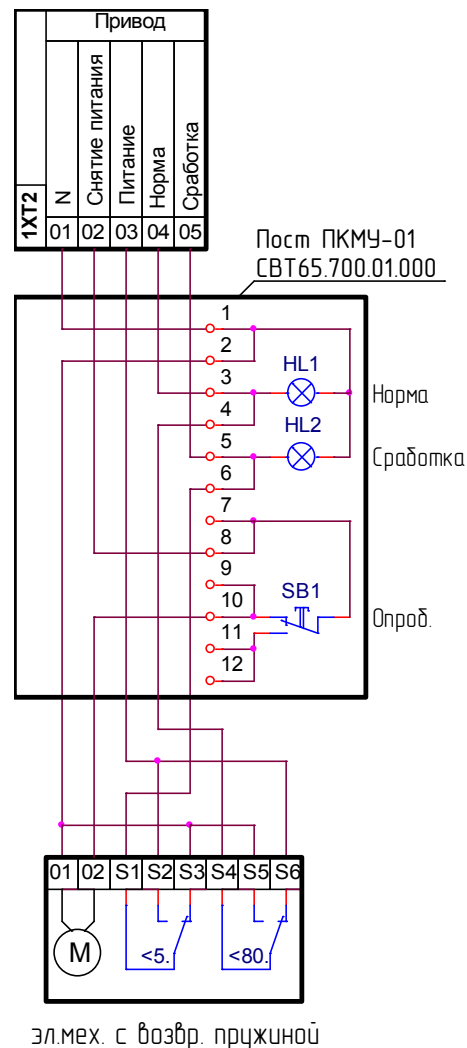 Привод
1XT2
N
Снятие питания
Питание
Норма
Сработка
01 02 03 04 05
Пост ПКМУ-01
СВТ65.700.01.000
1
2
3
HL1
Норма
4
HL2
5
Сработка
6
7
8
9
10
SB1
Опроб.
11
12
01 02 S1 S2 S3 S4 S5 S6
M
<5.
<80.
эл.мех. с возвр. пружиной